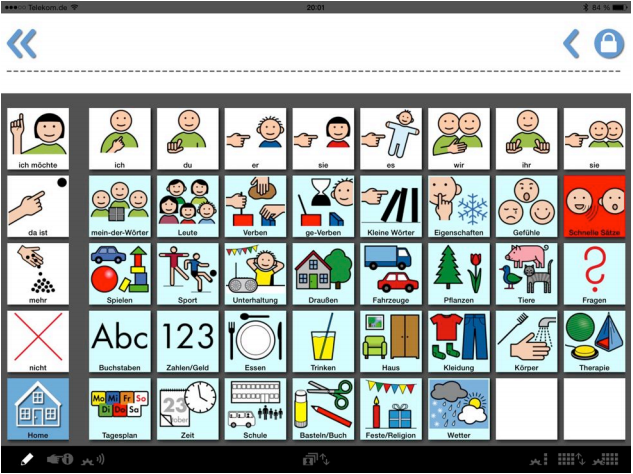 Telekom.de 20:01 84 %
ich möchte ich du er sie es wir ihr sie
da ist mein-der-Wörter Leute Verben ge-Verben Kleine Wörter Eigenschaften Gefühle Schnelle Sätze
mehr Spielen Sport Unterhaltung Draußen Fahrzeuge Pflanzen Tiere Fragen
Abc 123
nicht Buchstaben Zahlen/Geld Essen Trinken Haus Kleidung Körper Therapie
Mo Mi Fr So
Di Do Sa
23
Home Tagesplan Zeit Schule Basteln/Buch Feste/Religion Wetter